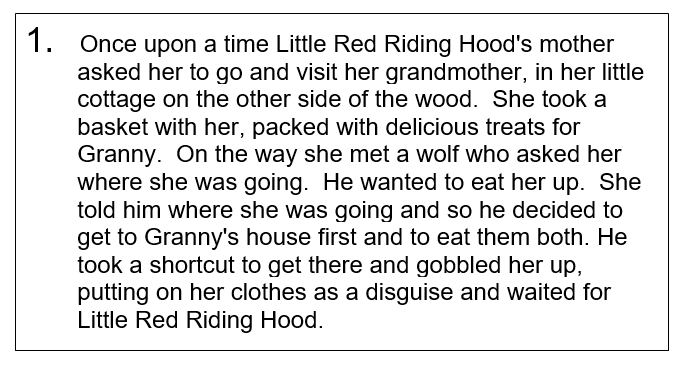 1. Once upon a time Little Red Riding Hood's mother
asked her to go and visit her grandmother, in her little
cottage on the other side of the wood.  She took a
basket with her, packed with delicious treats for
Granny.  On the way she met a wolf who asked her
where she was going.  He wanted to eat her up.  She
told him where she was going and so he decided to
get to Granny's house first and to eat them both. He
took a shortcut to get there and gobbled her up,
putting on her clothes as a disguise and waited for
Little Red Riding Hood.